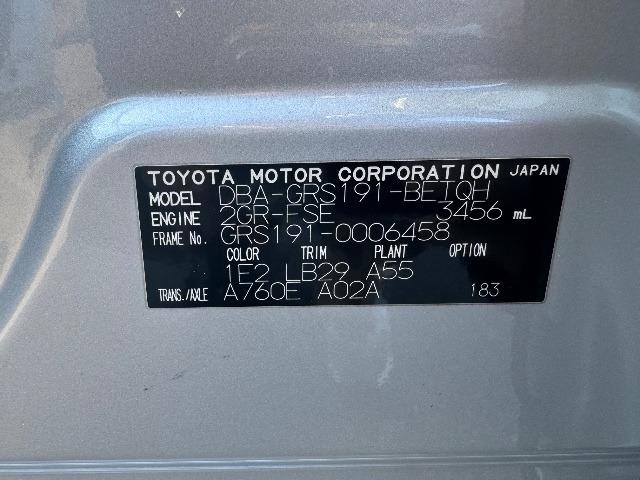 TOYOTA MOTOR CORPORATION JAPAN
MODEL DBA-GRS191-BETQH
ENGINE 2GR-FSE 3456 mL
FRAME No. GRS191-0006458
COLOR TRIM PLANT OPTION
1E2 LB29 A55
TRANS./AXLE A760E A02A 183